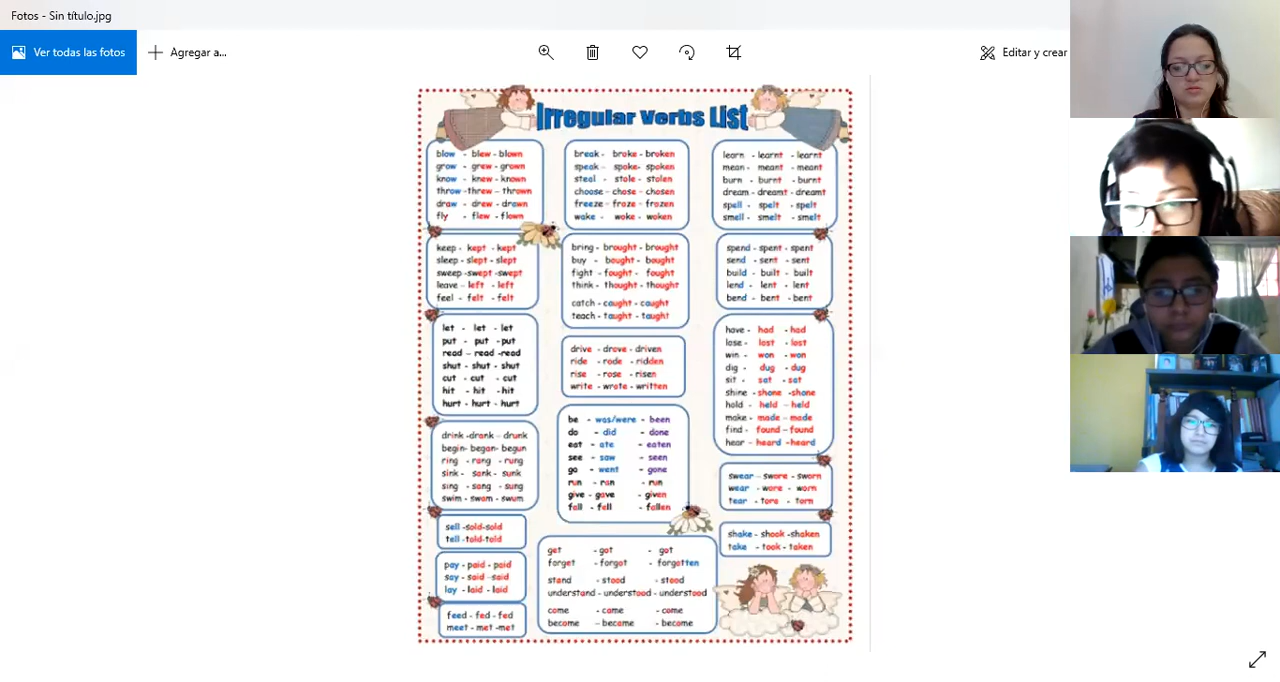 Fotos - Sin título.jpg
Ver todas las fotos
Agregar a...
Editar y crear
Irregular Verbs List
blow - blew - blown
grow - grew - grown
know - knew - known
throw -threw - thrown
draw - drew - drawn
fly - flew - flown
keep - kept - kept
sleep - slept - slept
sweep -swept -swept
leave - left - left
feel - felt - felt
let - let - let
put - put -put
read - read -read
shut - shut - shut
cut - cut - cut
hit - hit -hit
hurt - hurt - hurt
drink -drank - drunk
begin- began- begun
ring - rang - rung
sink - sank - sunk
sing - sang - sung
swim - swam - swum
sell -sold-sold
tell -told-told
pay - paid - paid
say - said -said
lay - laid - laid
feed - fed - fed
meet - met -met
break - broke - broken
speak - spoke- spoken
steal - stole - stolen
choose - chose - chosen
freeze - froze - frozen
wake - woke - woken
bring - brought - brought
buy - bought - bought
fight - fought - fought
think - thought - thought
catch - caught - caught
teach - taught - taught
drive - drove - driven
ride - rode - ridden
rise - rose - risen
write - wrote - written
be - was/were - been
do - did - done
eat - ate - eaten
see - saw - seen
go - went - gone
run - ran - run
give - gave - given
fall - fell - fallen
get - got - got
forget - forgot - forgotten
stand - stood - stood
understand - understood - understood
come - came - come
become - became - become
learn - learnt - learnt
mean - meant - meant
burn - burnt - burnt
dream - dreamt - dreamt
spell - spelt - spelt
smell - smelt - smelt
spend - spent - spent
send - sent - sent
build - built - built
lend - lent - lent
bend - bent - bent
have - had - had
lose - lost - lost
win - won - won
dig - dug - dug
sit - sat - sat
shine - shone -shone
hold - held - held
make - made - made
find - found - found
hear - heard -heard
swear - swore - sworn
wear - wore - worn
tear - tore - torn
shake - shook -shaken
take - took - taken